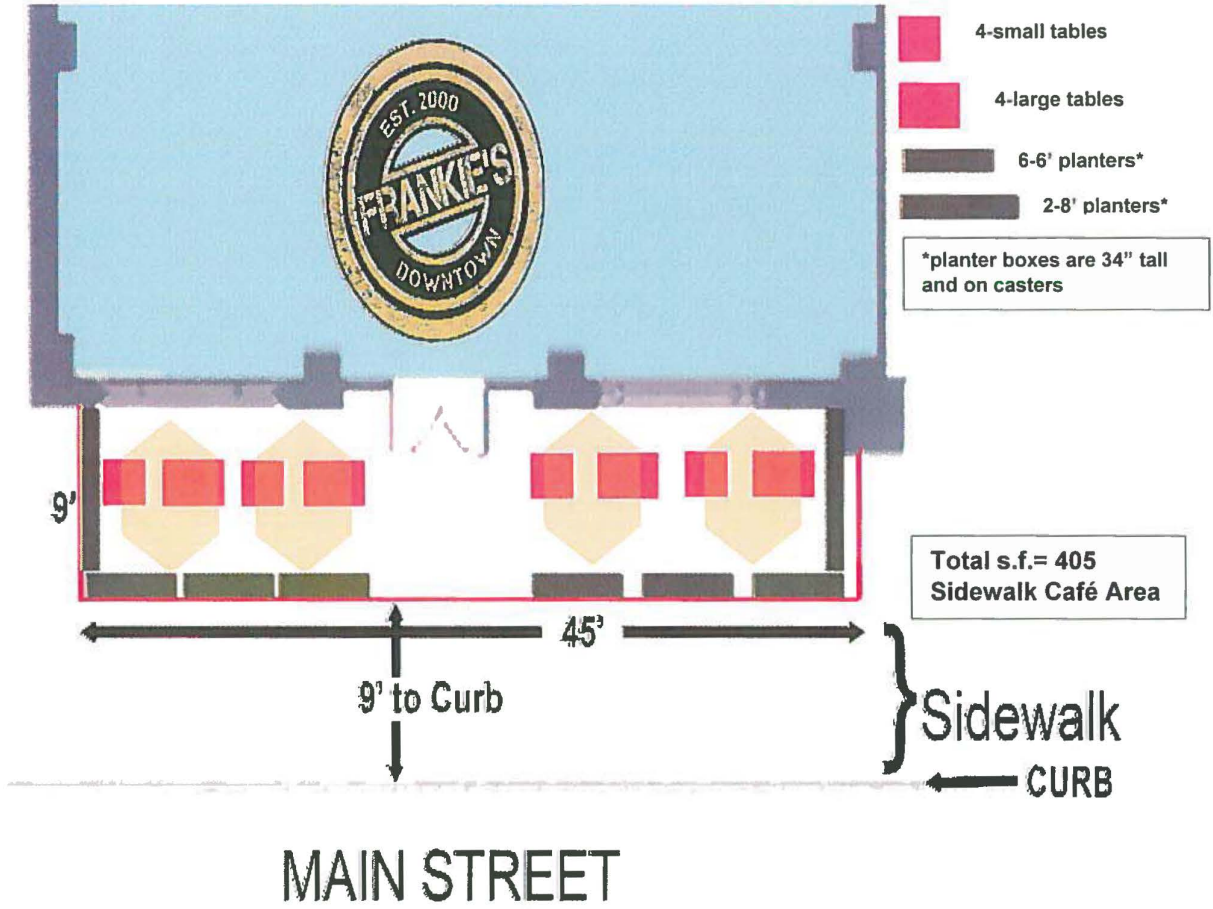 EST. 2000
FRANKIE'S
DOWNTOWN
4-small tables
4-large tables
6-6' planters*
2-8' planters*
*planter boxes are 34" tall
and on casters
9'
Total s.f.= 405
Sidewalk Café Area
45'
9' to Curb
Sidewalk
CURB
MAIN STREET